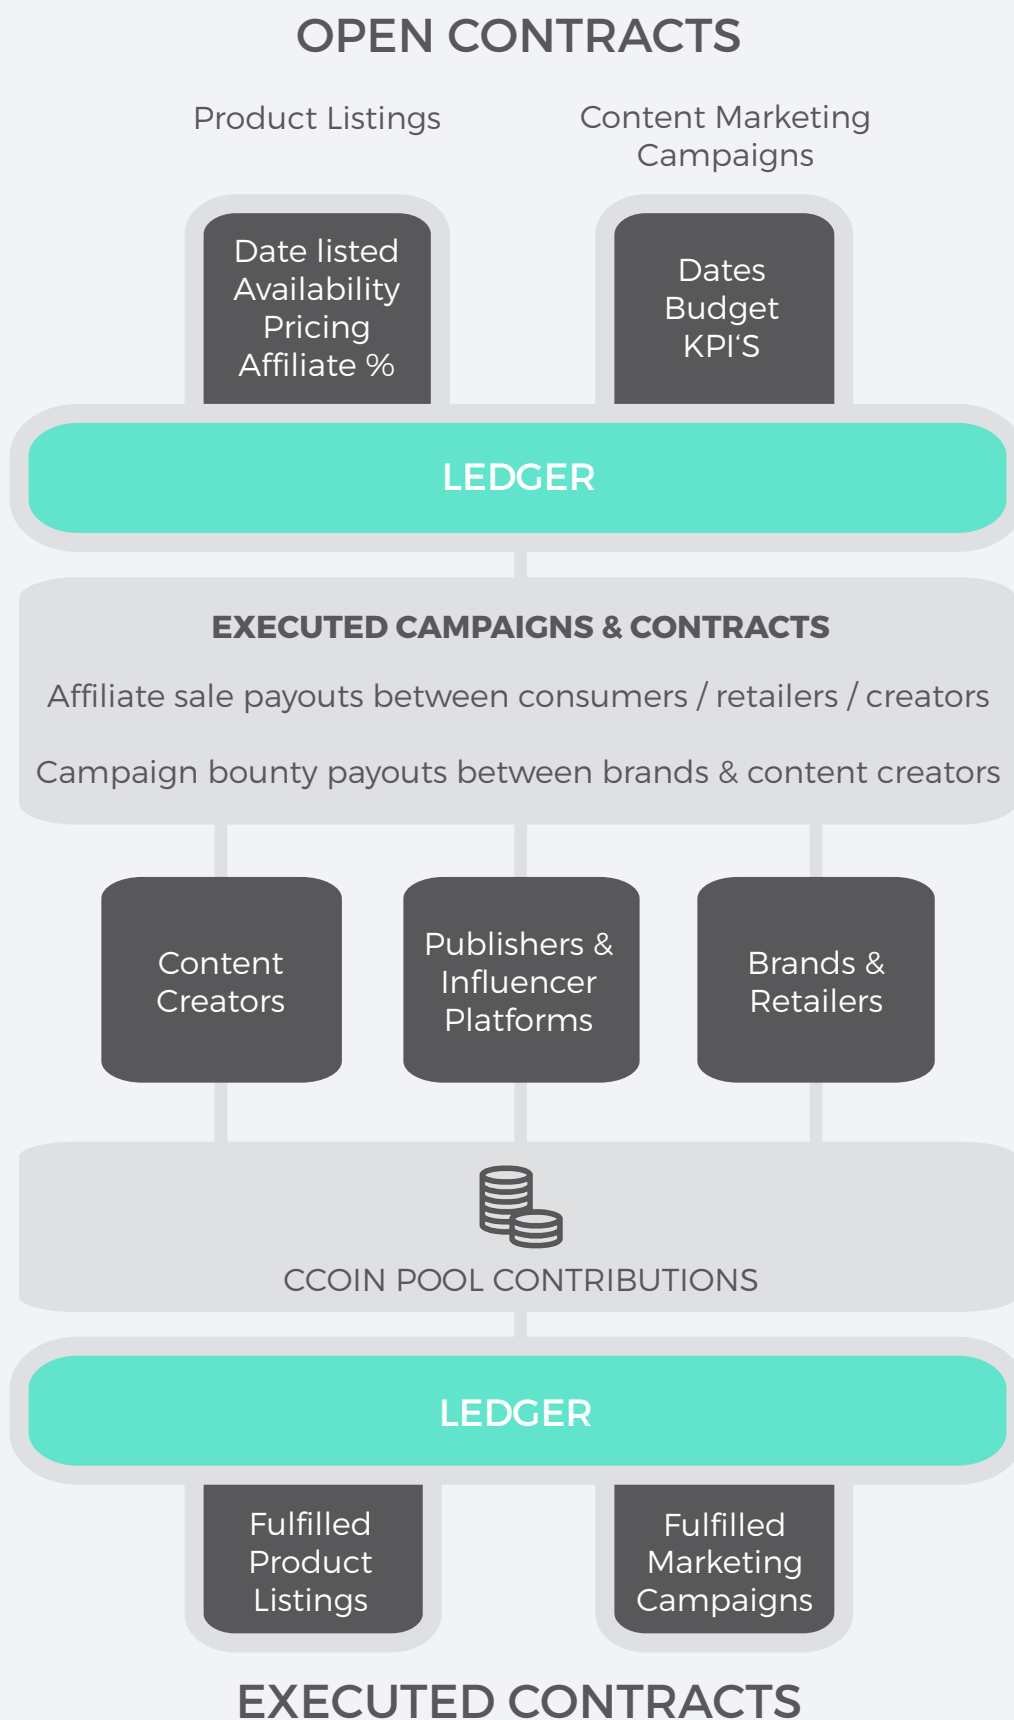 OPEN CONTRACTS
Product Listings
Content Marketing
Campaigns
Date listed
Availability
Pricing
Affiliate %
Dates
Budget
KPI‘S
LEDGER
EXECUTED CAMPAIGNS & CONTRACTS
Affiliate sale payouts between consumers / retailers / creators
Campaign bounty payouts between brands & content creators
Content
Creators
Publishers &
Influencer
Platforms
Brands &
Retailers
CCOIN POOL CONTRIBUTIONS
LEDGER
Fulfilled
Product
Listings
Fulfilled
Marketing
Campaigns
EXECUTED CONTRACTS